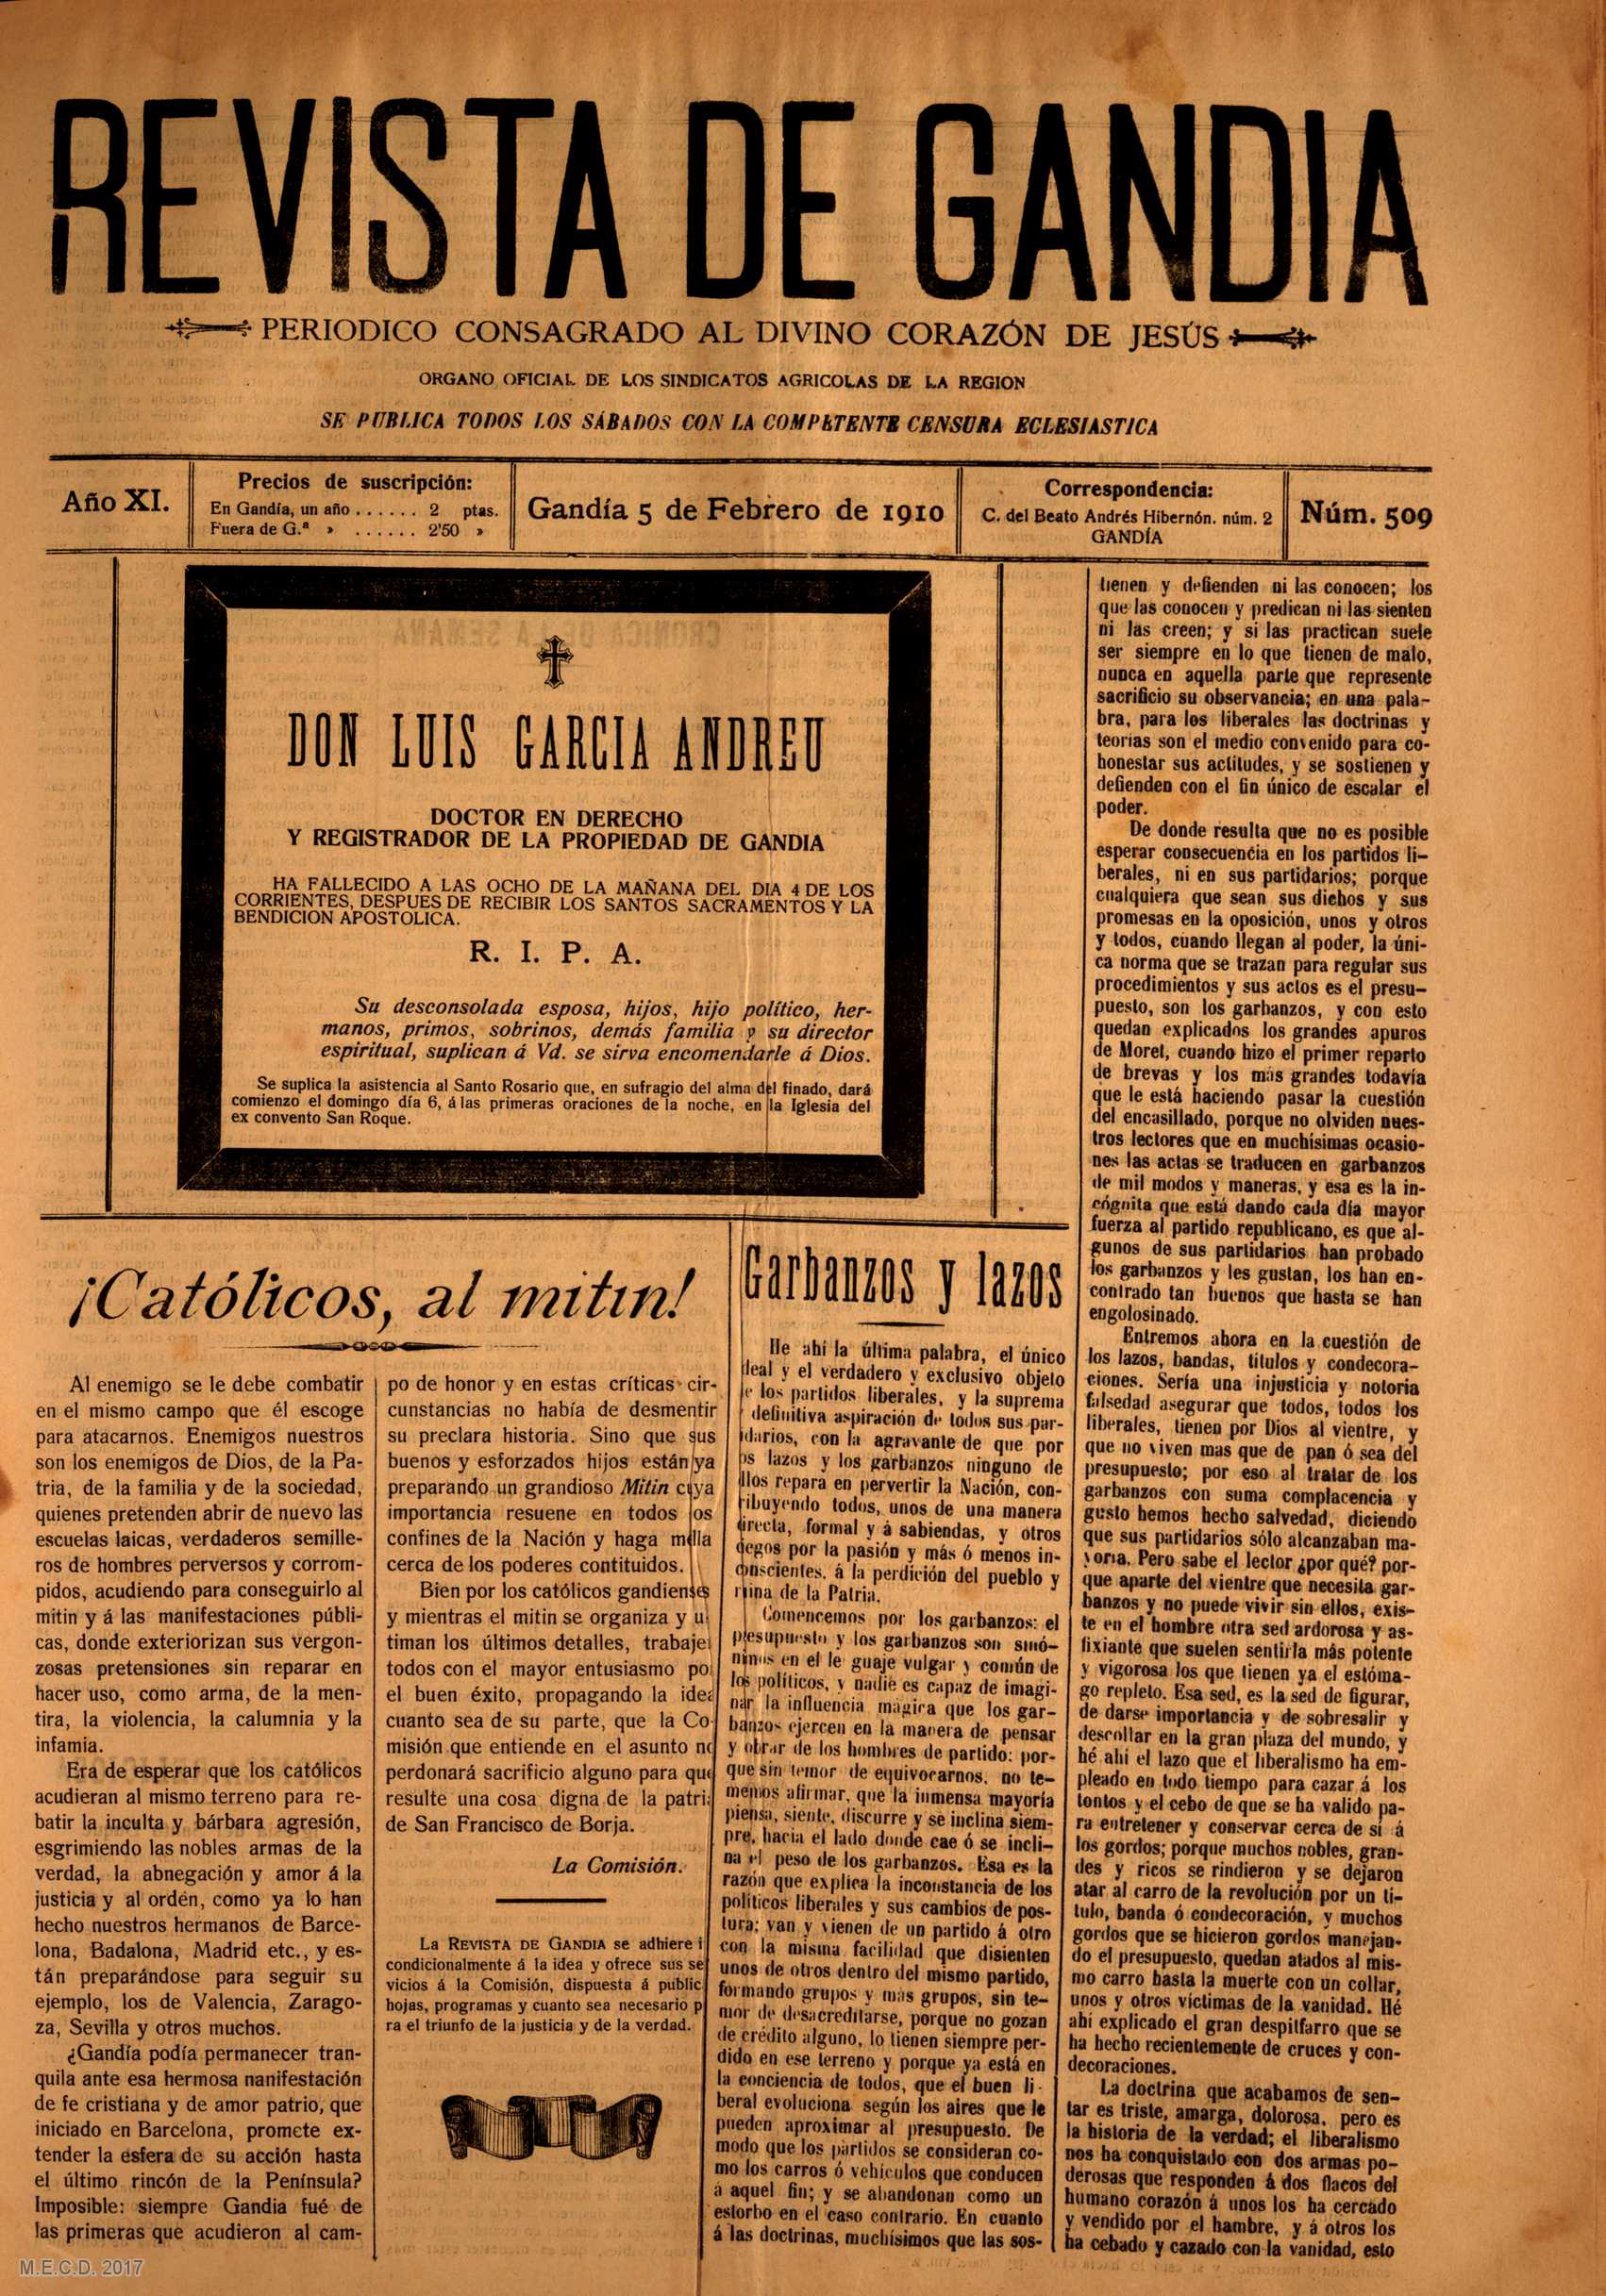 REVISTA DE GANDIA
PERIODICO CONSAGRADO AL DIVINO CORAZÓN DE JESÚS
ORGANO OFICIAL DE LOS SINDICATOS AGRICOLAS DE LA REGION
SE PUBLICA TODOS LOS SÁBADOS CON LA COMPETENTE CENSURA ECLESIASTICA
Año XI.
Precios de suscripción:
En Gandía, un año . . . . . . 2 ptas.
Fuera de G.ª » . . . . . . 2'50 »
Gandía 5 de Febrero de 1910
Correspondencia:
C. del Beato Andrés Hibernón. núm. 2
GANDÍA
Núm. 509
DON LUIS GARCIA ANDREU
DOCTOR EN DERECHO
Y REGISTRADOR DE LA PROPIEDAD DE GANDIA
HA FALLECIDO A LAS OCHO DE LA MAÑANA DEL DIA 4 DE LOS
CORRIENTES, DESPUES DE RECIBIR LOS SANTOS SACRAMENTOS Y LA
BENDICION APOSTOLICA.
R. I. P. A.
Su desconsolada esposa, hijos, hijo político, her-
manos, primos, sobrinos, demás familia y su director
espiritual, suplican á Vd. se sirva encomendarle á Dios.
Se suplica la asistencia al Santo Rosario que, en sufragio del alma del finado, dará
comienzo el domingo día 6, á las primeras oraciones de la noche, en la Iglesia del
ex convento San Roque.
¡Católicos, al mitin!
Al enemigo se le debe combatir
en el mismo campo que él escoge
para atacarnos. Enemigos nuestros
son los enemigos de Dios, de la Pa-
tria, de la familia y de la sociedad,
quienes pretenden abrir de nuevo las
escuelas laicas, verdaderos semille-
ros de hombres perversos y corrom-
pidos, acudiendo para conseguirlo al
mitin y á las manifestaciones públi-
cas, donde exteriorizan sus vergon-
zosas pretensiones sin reparar en
hacer uso, como arma, de la men-
tira, la violencia, la calumnia y la
infamia.
Era de esperar que los católicos
acudieran al mismo terreno para re-
batir la inculta y bárbara agresión,
esgrimiendo las nobles armas de la
verdad, la abnegación y amor á la
justicia y al orden, como ya lo han
hecho nuestros hermanos de Barce-
lona, Badalona, Madrid etc., y es-
tán preparándose para seguir su
ejemplo, los de Valencia, Zarago-
za, Sevilla y otros muchos.
¿Gandía podía permanecer tran-
quila ante esa hermosa nanifestación
de fe cristiana y de amor patrio, que
iniciado en Barcelona, promete ex-
tender la esfera de su acción hasta
el último rincón de la Península?
Imposible: siempre Gandia fué de
las primeras que acudieron al cam-
po de honor y en estas críticas cir-
cunstancias no había de desmentir
su preclara historia. Sino que sus
buenos y esforzados hijos están ya
preparando un grandioso Mitin cuya
importancia resuene en todos los
confines de la Nación y haga mella
cerca de los poderes contituidos.
Bien por los católicos gandienses
y mientras el mitin se organiza y u
timan los últimos detalles, trabaje
todos con el mayor entusiasmo po
el buen éxito, propagando la idea
cuanto sea de su parte, que la Co-
misión que entiende en el asunto no
perdonará sacrificio alguno para que
resulte una cosa digna de la patri
de San Francisco de Borja.
La Comisión.
La REVISTA DE GANDIA se adhiere i
condicionalmente á la idea y ofrece sus se
vicios á la Comisión, dispuesta á public
hojas, programas y cuanto sea necesario p
ra el triunfo de la justicia y de la verdad.
Garbanzos y lazos
He ahí la última palabra, el único
deal y el verdadero y exclusivo objelo
e los partidos liberales, y la suprema
definitiva aspiración de todos sus par-
idarios, con la agravante de que por
os lazos y los garbanzos ninguno de
llos repara en pervertir la Nación, con-
ribuyendo todos, unos de una manera
directa, formal y á sabiendas, y otros
ciegos por la pasión y más ó menos in-
conscientes, á la perdición del pueblo y
ruina de la Patria.
Comencemos por los garbanzos: el
presupuesto y los garbanzos son sinó-
nimos en el le guaje vulgar y común de
los políticos, y nadie es capaz de imagi-
nar la influencia mágica que los gar-
banzos ejercen en la manera de pensar
y obrar de los hombres de partido: por-
que sin temor de equivocarnos, no te-
memos afirmar, que la inmensa mayoría
piensa, siente, discurre y se inclina siem-
pre, hacia el lado donde cae ó se incli-
na el peso de los garbanzos. Esa es la
razón que explica la inconstancia de los
políticos liberales y sus cambios de pos-
tura; van y vienen de un partido á otro
con la misma facilidad que disienten
unos de otros dentro del mismo partido,
formando grupos y mas grupos, sin te-
mor de desacreditarse, porque no gozan
de crédito alguno, lo tienen siempre per-
dido en ese terreno y porque ya está en
la conciencia de todos, que el buen li-
beral evoluciona según los aires que le
pueden aproximar al presupuesto. De
modo que los partidos se consideran co-
mo los carros ó vehículos que conducen
á aquel fin; y se abandonan como un
estorbo en el caso contrario. En cuanto
á las doctrinas, muchísimos que las sos-
tienen y defienden ni las conocen; los
que las conocen y predican ni las sienten
ni las creen; y si las practican suele
ser siempre en lo que tienen de malo,
nunca en aquella parte que represente
sacrificio su observancia; en una pala-
bra, para los liberales las doctrinas y
teorías son el medio convenido para co-
honestar sus actitudes, y se sostienen y
defienden con el fin único de escalar el
poder.
De donde resulta que no es posible
esperar consecuencia en los partidos li-
berales, ni en sus partidarios; porque
cualquiera que sean sus dichos y sus
promesas en la oposición, unos y otros
y todos, cuando llegan al poder, la úni-
ca norma que se trazan para regular sus
procedimientos y sus actos es el presu-
puesto, son los garbanzos, y con esto
quedan explicados los grandes apuros
de Moret, cuando hizo el primer reparto
de brevas y los más grandes todavía
que le está haciendo pasar la cuestión
del encasillado, porque no olviden nues-
tros lectores que en muchísimas ocasio-
nes las actas se traducen en garbanzos
de mil modos y maneras, y esa es la in-
cógnita que está dando cada día mayor
fuerza al partido republicano, es que al-
gunos de sus partidarios han probado
los garbanzos y les gustan, los han en-
contrado tan buenos que hasta se han
engolosinado.
Entremos ahora en la cuestión de
los lazos, bandas, títulos y condecora-
ciones. Sería una injusticia y notoria
falsedad asegurar que todos, todos los
liberales, tienen por Dios al vientre, y
que no viven mas que de pan ó sea del
presupuesto; por eso al tratar de los
garbanzos con suma complacencia y
gusto hemos hecho salvedad, diciendo
que sus partidarios sólo alcanzaban ma-
yoría. Pero sabe el lector ¿por qué? por-
que aparte del vientre que necesita gar-
banzos y no puede vivir sin ellos, exis-
te en el hombre otra sed ardorosa y as-
fixiante que suelen sentirla más potente
y vigorosa los que tienen ya el estóma-
go repleto. Esa sed, es la sed de figurar,
de darse importancia y de sobresalir y
descollar en la gran plaza del mundo, y
hé ahí el lazo que el liberalismo ha em-
pleado en todo tiempo para cazar á los
tontos y el cebo de que se ha valido pa-
ra entretener y conservar cerca de sí á
los gordos; porque muchos nobles, gran-
des y ricos se rindieron y se dejaron
atar al carro de la revolución por un tí-
tulo, banda ó condecoración, y muchos
gordos que se hicieron gordos manejan-
do el presupuesto, quedan atados al mis-
mo carro hasta la muerte con un collar,
unos y otros víctimas de la vanidad. Hé
ahí explicado el gran despilfarro que se
ha hecho recientemente de cruces y con-
decoraciones.
La doctrina que acabamos de sen-
tar es triste, amarga, dolorosa, pero es
la historia de la verdad; el liberalismo
nos ha conquistado con dos armas po-
derosas que responden á dos flacos del
humano corazón á unos los ha cercado
y vendido por el hambre, y á otros los
ha cebado y cazado con la vanidad, esto
M.E.C.D. 2017